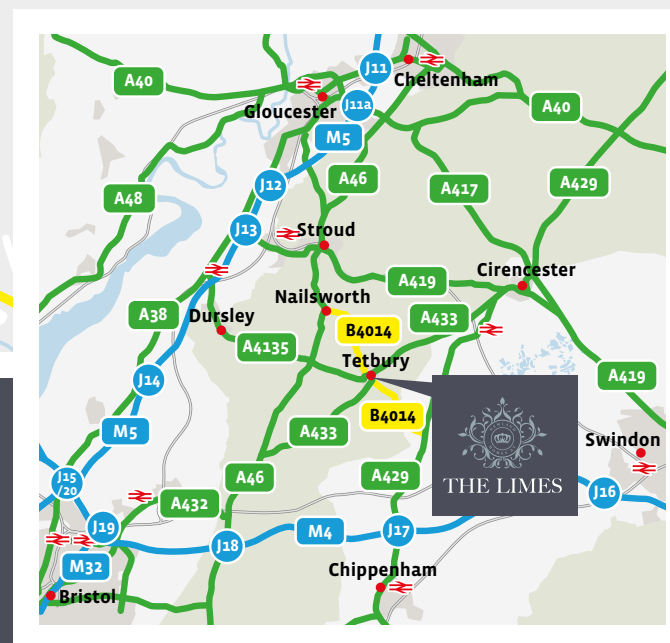 J11
Cheltenham
A40
Gloucester
J11a
A40
M5
A46
A417
A429
A48
J12
J13
Stroud
A419
Cirencester
Nailsworth
A38
Dursley
B4014
A433
A4135
Tetbury
J14
A419
B4014
M5
A433
Swindon
THE LIMES
J15
/20
A46
A429
J16
A432
J19
M4
J17
J18
M32
Chippenham
Bristol